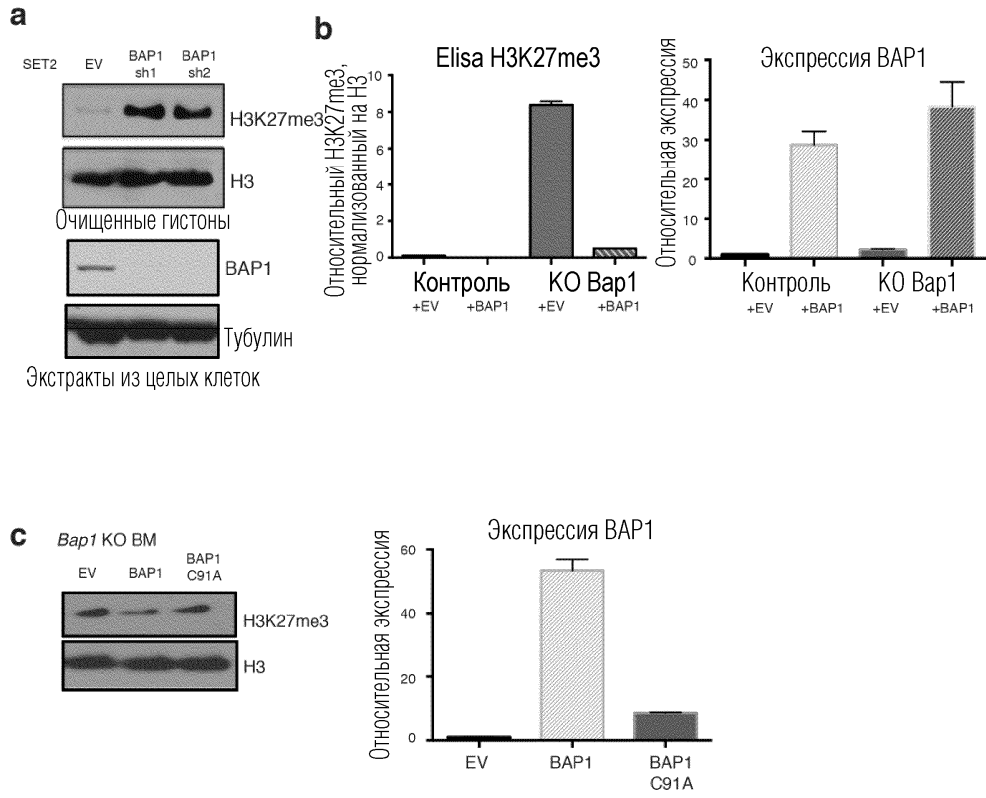 a
SET2 EV BAP1 sh1 BAP1 sh2
H3K27me3
H3
Очищенные гистоны
BAP1
Тубулин
Экстракты из целых клеток
b
Elisa H3K27me3
Относительный H3K27me3,
нормализованный на H3
10
8
6
4
2
0
Контроль KO Bap1
+EV +BAP1 +EV +BAP1
Экспрессия BAP1
Относительная экспрессия
50
40
30
20
10
0
Контроль KO Bap1
+EV +BAP1 +EV +BAP1
c
Bap1 KO BM
EV BAP1 BAP1 C91A
H3K27me3
H3
Экспрессия BAP1
Относительная экспрессия
60
40
20
0
EV BAP1 BAP1
C91A